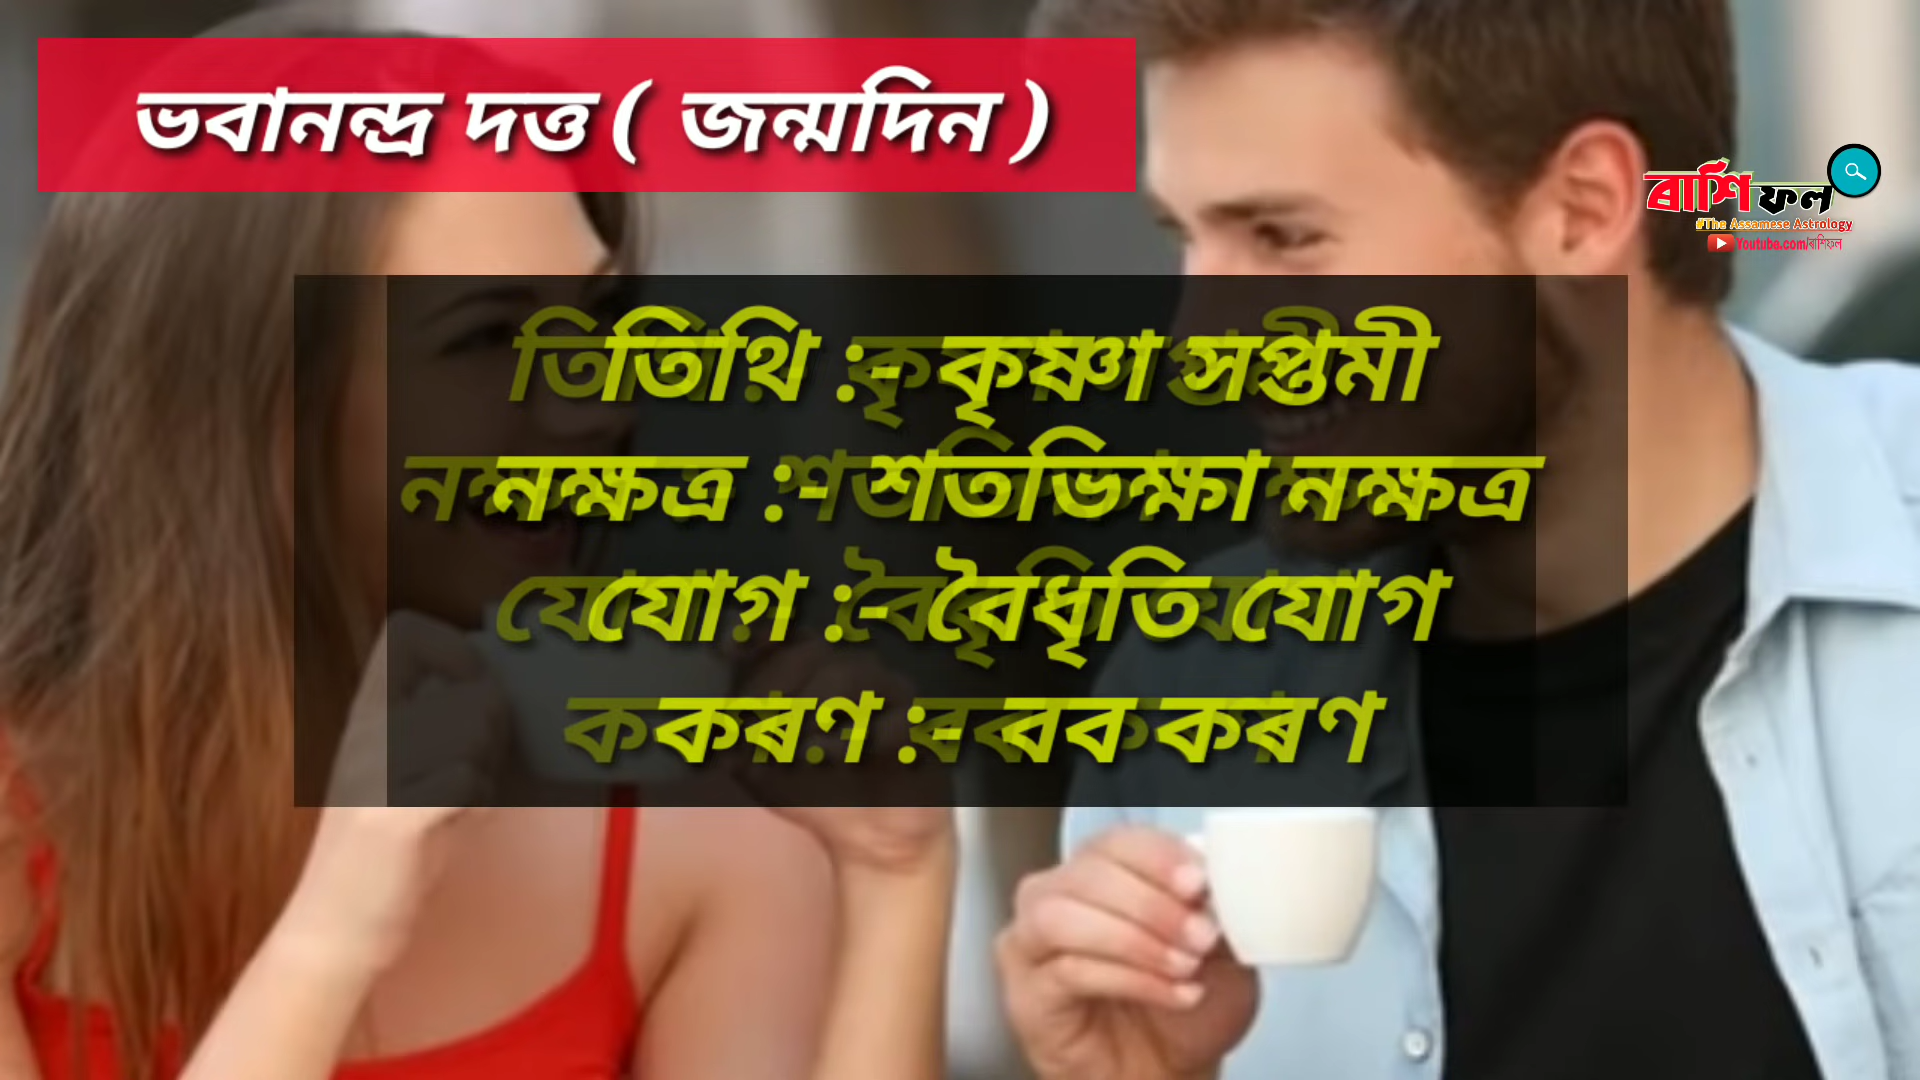 ভবানন্দ্ৰ দত্ত ( জন্মদিন )
ৰাশি ফল
#The Assamese Astrology
Youtube.com/ৰাশিফল
তিথি :- কৃষ্ণা সপ্তমী
নক্ষত্ৰ :- শতভিক্ষা নক্ষত্ৰ
যোগ :- বৈধৃতি যোগ
কৰণ :- বব কৰণ